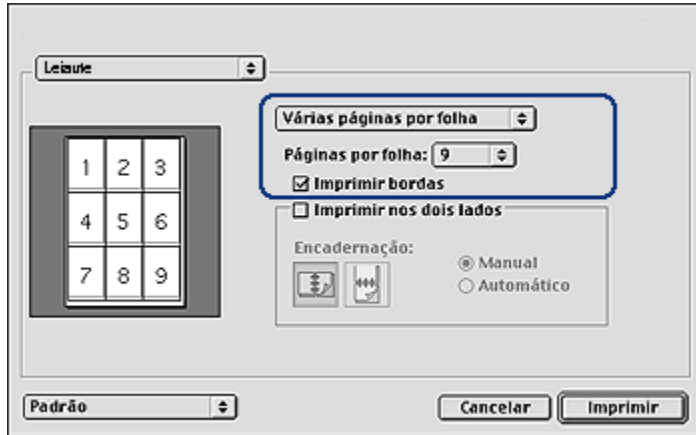 Leiaute
Várias páginas por folha
Páginas por folha: 9
Imprimir bordas
Imprimir nos dois lados
1 2 3
4 5 6
7 8 9
Encadernação:
Manual
Automático
Padrão
Cancelar
Imprimir